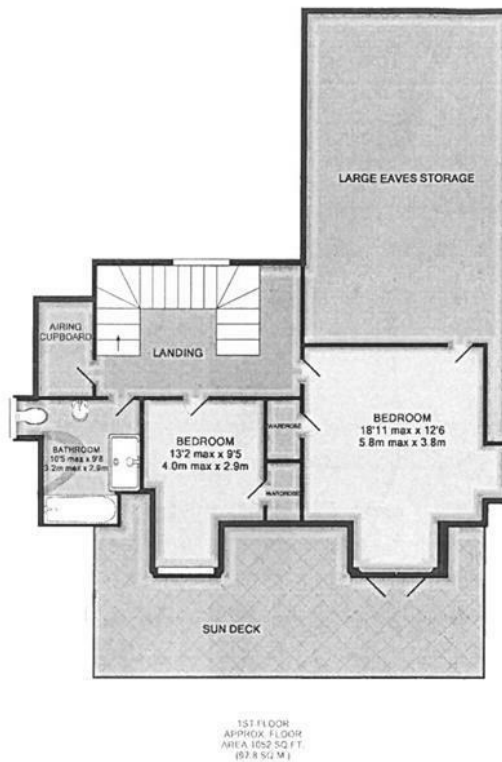 LARGE EAVES STORAGE
AIRING
CUPBOARD
LANDING
BATHROOM
10'5 max x 9'8
3.2m max x 2.9m
BEDROOM
13'2 max x 9'5
4.0m max x 2.9m
WARDROBE
WARDROBE
BEDROOM
18'11 max x 12'6
5.8m max x 3.8m
SUN DECK
1ST FLOOR
APPROX. FLOOR
AREA 1052 SQ.FT.
(97.8 SQ.M.)